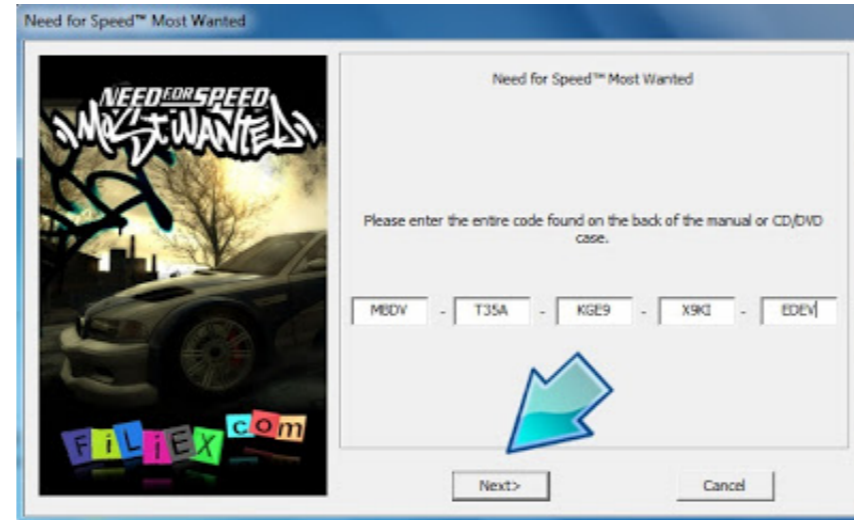 Need for Speed™ Most Wanted
NEED FOR SPEED
MOST WANTED
FiLiEX.com
Need for Speed™ Most Wanted
Please enter the entire code found on the back of the manual or CD/DVD
case.
MBDV - T35A - KGE9 - X9KI - EDEV
Next> Cancel